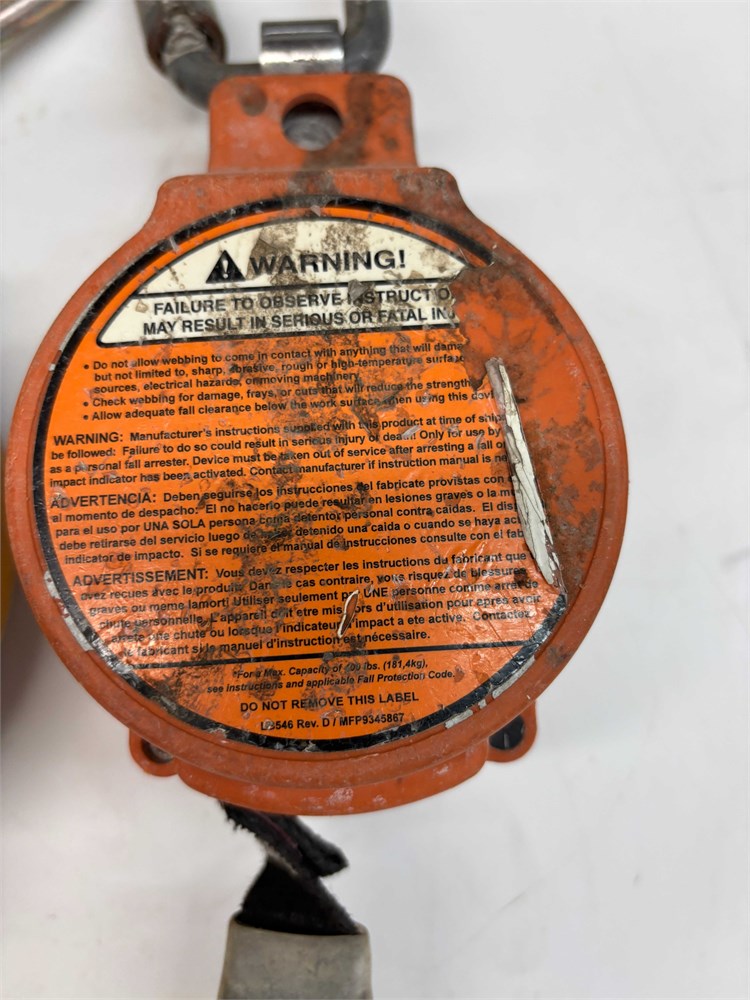 WARNING!
FAILURE TO OBSERVE INSTRUCTIO
MAY RESULT IN SERIOUS OR FATAL INJ
• Do not allow webbing to come in contact with anything that will dama
but not limited to, sharp, abrasive, rough or high-temperature surfac
sources, electrical hazards, or moving machinery.
• Check webbing for damage, frays, or cuts that will reduce the strength
• Allow adequate fall clearance below the work surface when using this devi
WARNING: Manufacturer's instructions supplied with this product at time of ship
be followed: Failure to do so could result in serious injury or death! Only for use by
as a personal fall arrester. Device must be taken out of service after arresting a fall o
impact indicator has been activated. Contact manufacturer if instruction manual is ne
ADVERTENCIA: Deben seguirse los instrucciones del fabricate provistas con
al momento de despacho. El no hacerlo puede resultar en lesiones graves o la m
para el uso por UNA SOLA persona como detentor personal contra caidas. El disp
debe retirarse del servicio luego de haber detenido una caida o cuando se haya ac
indicator de impacto. Si se requiere el manual de instrucciones consulte con el fab
ADVERTISSEMENT: Vous devez respecter les instructions du fabricant que
avez recues avec le produit. Dans le cas contraire, vous risquez de blessures
graves ou meme la mort! Utiliser seulement par UNE personne comme arret de
chute personnelle. L'appareil doit etre mis hors d'utilisation pour apres avoir
arrete une chute ou lorsque l'indicateur d'impact a ete active. Contactez
le fabricant si le manuel d'instruction est nécessaire.
*For a Max. Capacity of 400 lbs. (181,4kg),
see Instructions and applicable Fall Protection Code.
DO NOT REMOVE THIS LABEL
LB546 Rev. D / MFP9345867